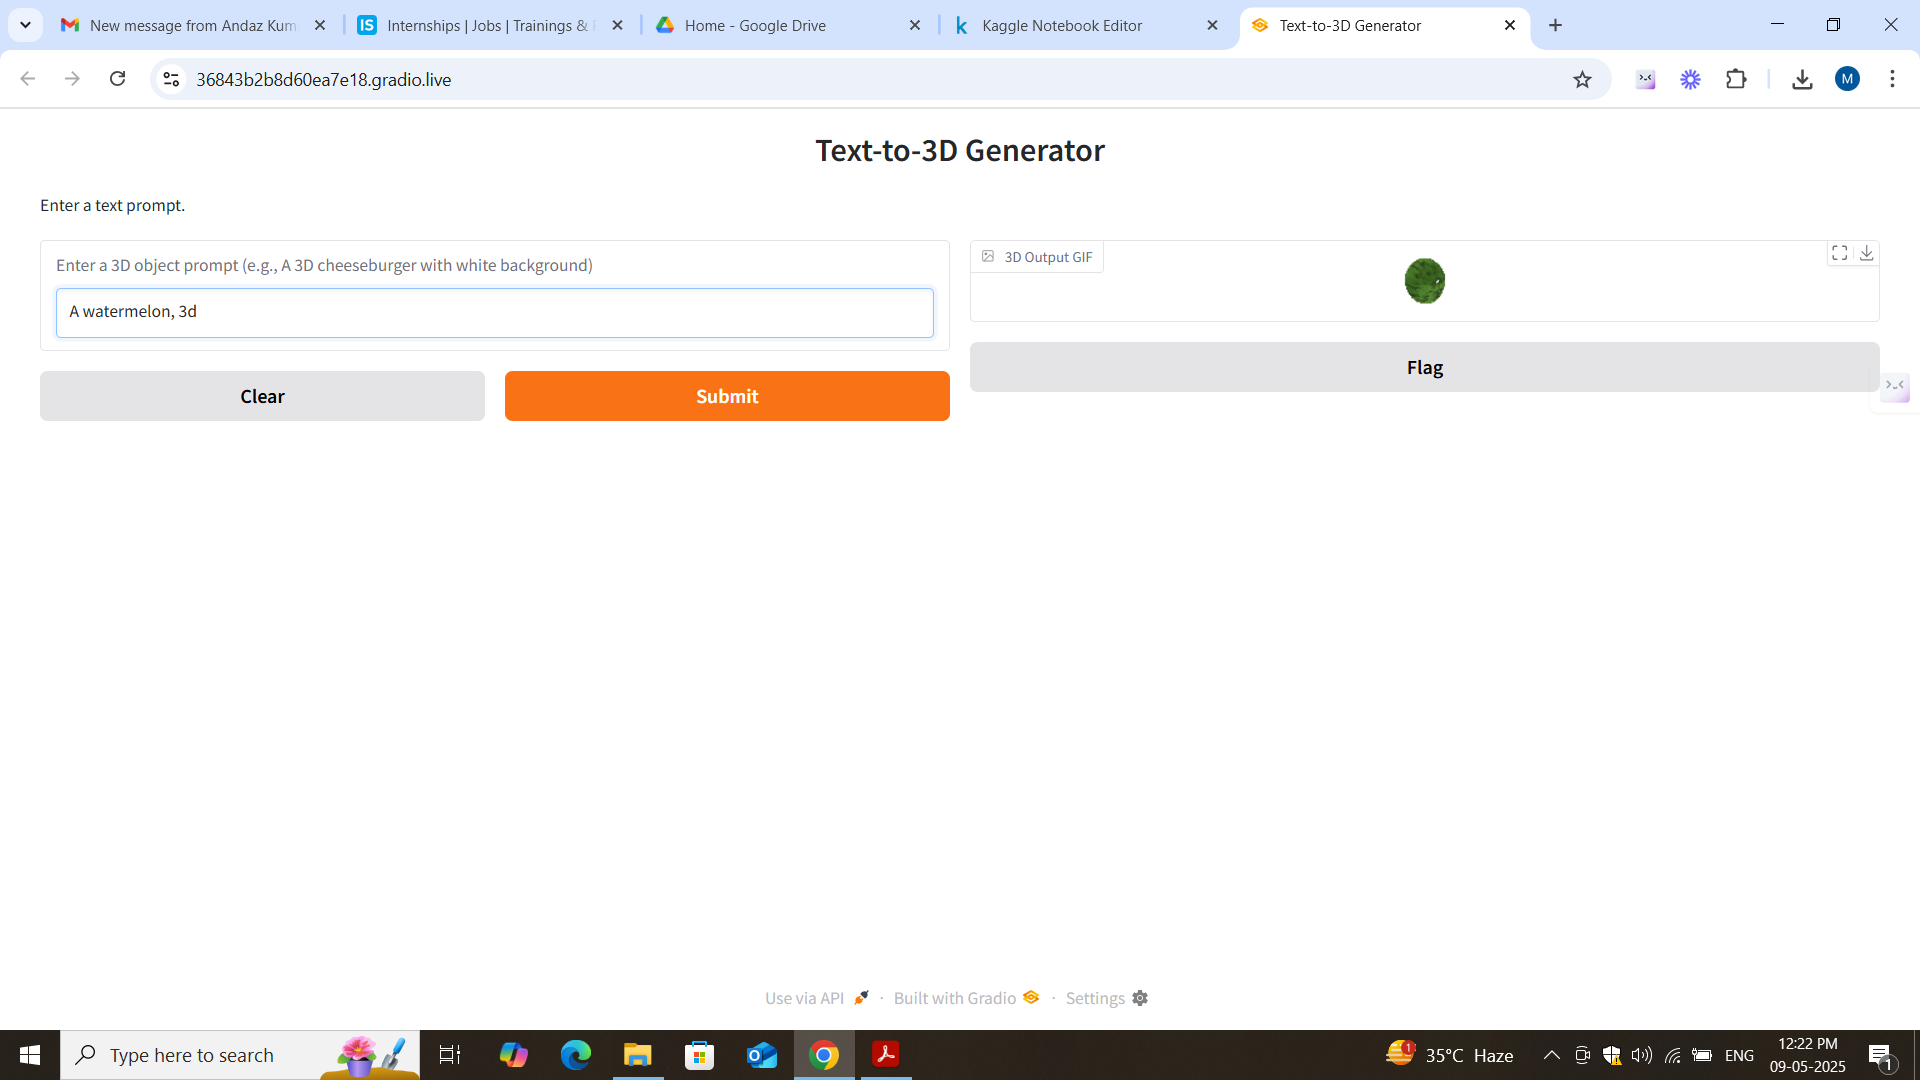 New message from Andaz Kum
Internships | Jobs | Trainings &
Home - Google Drive
Kaggle Notebook Editor
Text-to-3D Generator
36843b2b8d60ea7e18.gradio.live
M
Text-to-3D Generator
Enter a text prompt.
Enter a 3D object prompt (e.g., A 3D cheeseburger with white background)
A watermelon, 3d
Clear
Submit
3D Output GIF
Flag
Use via API · Built with Gradio · Settings
Type here to search
1
35°C Haze
ENG
12:22 PM
09-05-2025
1